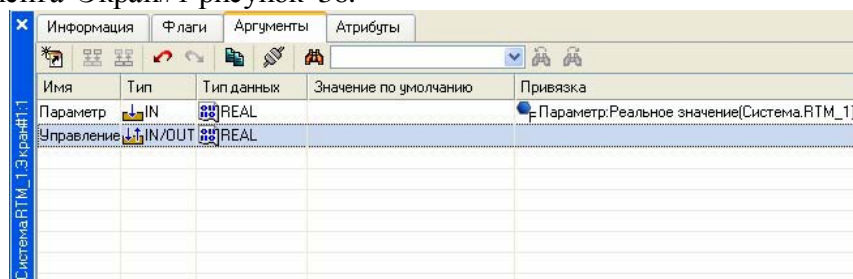 Экран#1 рисунок 38.
Информация Флаги Аргументы Атрибуты
Имя Тип Тип данных Значение по умолчанию Привязка
Параметр IN REAL Параметр:Реальное значение(Система.RTM_1)
Управление IN/OUT REAL
Система.RTM_1.Экран#1:1